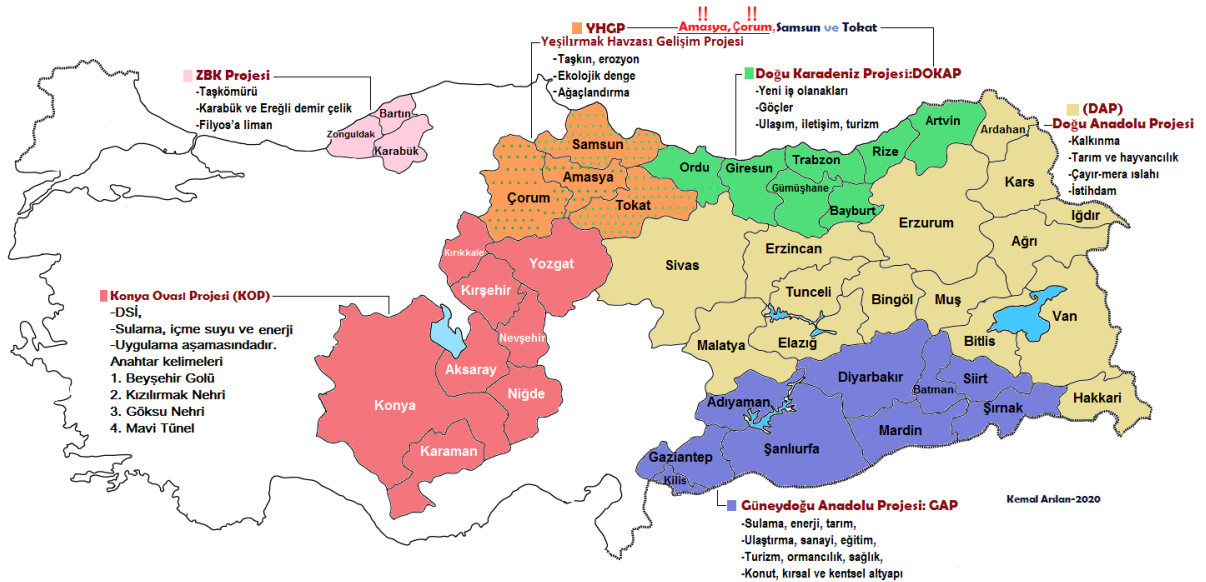 !! !!
YHGP
Amasya, Çorum, Samsun ve Tokat
Yeşilırmak Havzası Gelişim Projesi
-Taşkın, erozyon
-Ekolojik denge
-Ağaçlandırma
ZBK Projesi
-Taşkömürü
-Karabük ve Ereğli demir çelik
-Filyos'a liman
Doğu Karadeniz Projesi:DOKAP
-Yeni iş olanakları
-Göçler
-Ulaşım, iletişim, turizm
(DAP)
Doğu Anadolu Projesi
-Kalkınma
-Tarım ve hayvancılık
-Çayır-mera ıslahı
-İstihdam
Bartın
Zonguldak
Karabük
Samsun
Amasya
Çorum
Tokat
Ordu
Giresun
Trabzon
Rize
Artvin
Gümüşhane
Bayburt
Ardahan
Kars
Iğdır
Erzurum
Ağrı
Erzincan
Sivas
Tunceli
Bingöl
Muş
Van
Bitlis
Elazığ
Malatya
Hakkari
Kırıkkale
Yozgat
Kırşehir
Nevşehir
Aksaray
Niğde
Konya
Karaman
Konya Ovası Projesi (KOP)
-DSİ,
-Sulama, içme suyu ve enerji
-Uygulama aşamasındadır.
Anahtar kelimeleri
1. Beyşehir Golü
2. Kızılırmak Nehri
3. Göksu Nehri
4. Mavi Tünel
Diyarbakır
Siirt
Batman
Adıyaman
Şırnak
Mardin
Gaziantep
Şanlıurfa
Kilis
Kemal Arslan-2020
Güneydoğu Anadolu Projesi: GAP
-Sulama, enerji, tarım,
-Ulaştırma, sanayi, eğitim,
-Turizm, ormancılık, sağlık,
-Konut, kırsal ve kentsel altyapı